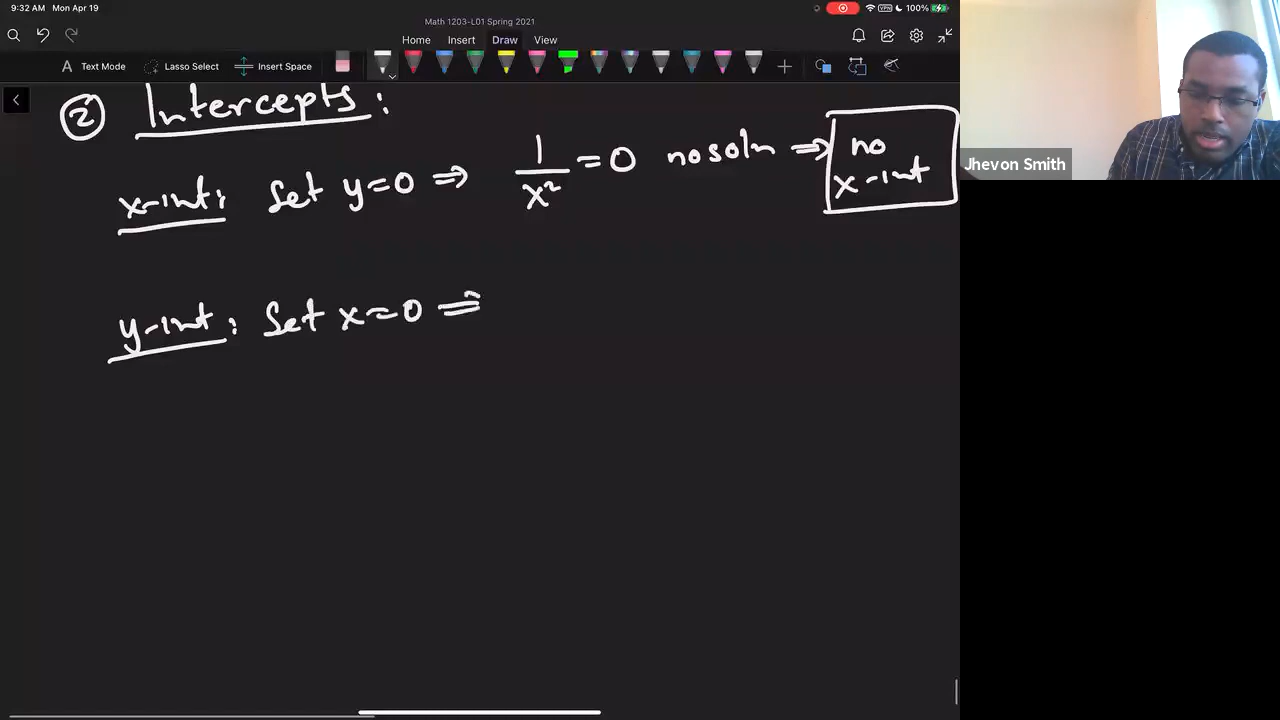 9:32 AM Mon Apr 19
VPN 100%
Math 1203-L01 Spring 2021
Home Insert Draw View
A Text Mode Lasso Select Insert Space
② Intercepts:
x-int: Set y=0 ⇒ 1/x² = 0 no soln ⇒ no x-int
y-int: Set x=0 ⇒
Jhevon Smith